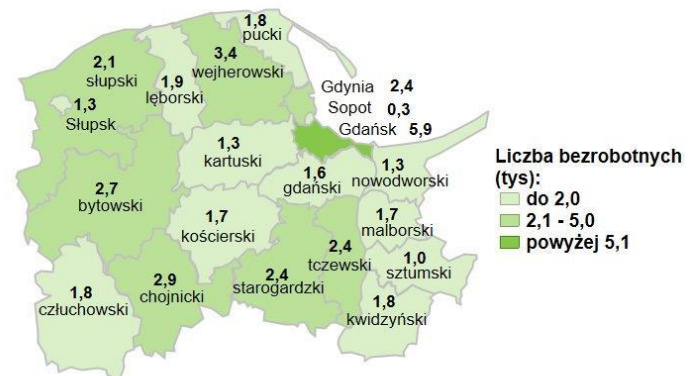 1,8
pucki
3,4
wejherowski
2,1
słupski
1,9
lęborski
1,3
Słupsk
Gdynia 2,4
Sopot 0,3
Gdańsk 5,9
1,3
kartuski
1,6
gdański
1,3
nowodworski
2,7
bytowski
1,7
kościerski
1,7
malborski
2,4
tczewski
1,0
sztumski
2,9
chojnicki
2,4
starogardzki
1,8
człuchowski
1,8
kwidzyński
Liczba bezrobotnych
(tys):
do 2,0
2,1 - 5,0
powyżej 5,1